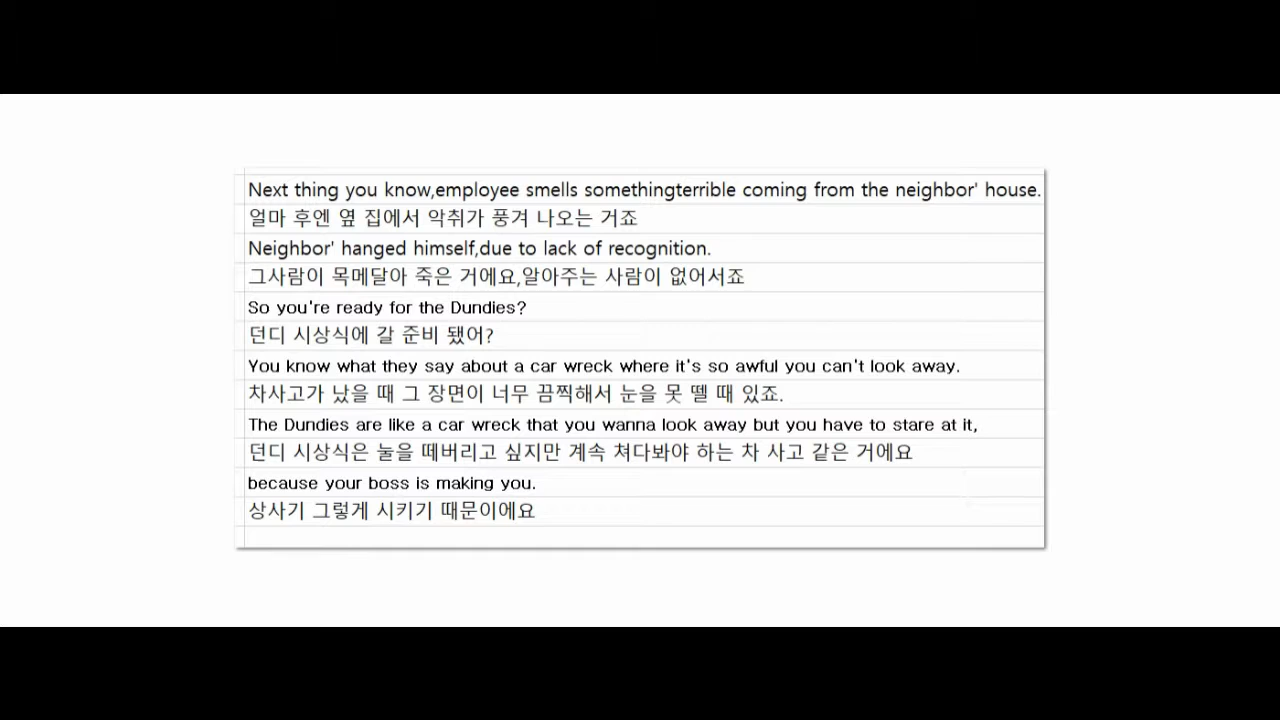 Next thing you know,employee smells somethingterrible coming from the neighbor' house.
얼마 후엔 옆 집에서 악취가 풍겨 나오는 거죠
Neighbor' hanged himself,due to lack of recognition.
그사람이 목메달아 죽은 거에요,알아주는 사람이 없어서죠
So you're ready for the Dundies?
던디 시상식에 갈 준비 됐어?
You know what they say about a car wreck where it's so awful you can't look away.
차사고가 났을 때 그 장면이 너무 끔찍해서 눈을 못 뗄 때 있죠.
The Dundies are like a car wreck that you wanna look away but you have to stare at it,
던디 시상식은 눌을 떼버리고 싶지만 계속 쳐다봐야 하는 차 사고 같은 거에요
because your boss is making you.
상사기 그렇게 시키기 때문이에요